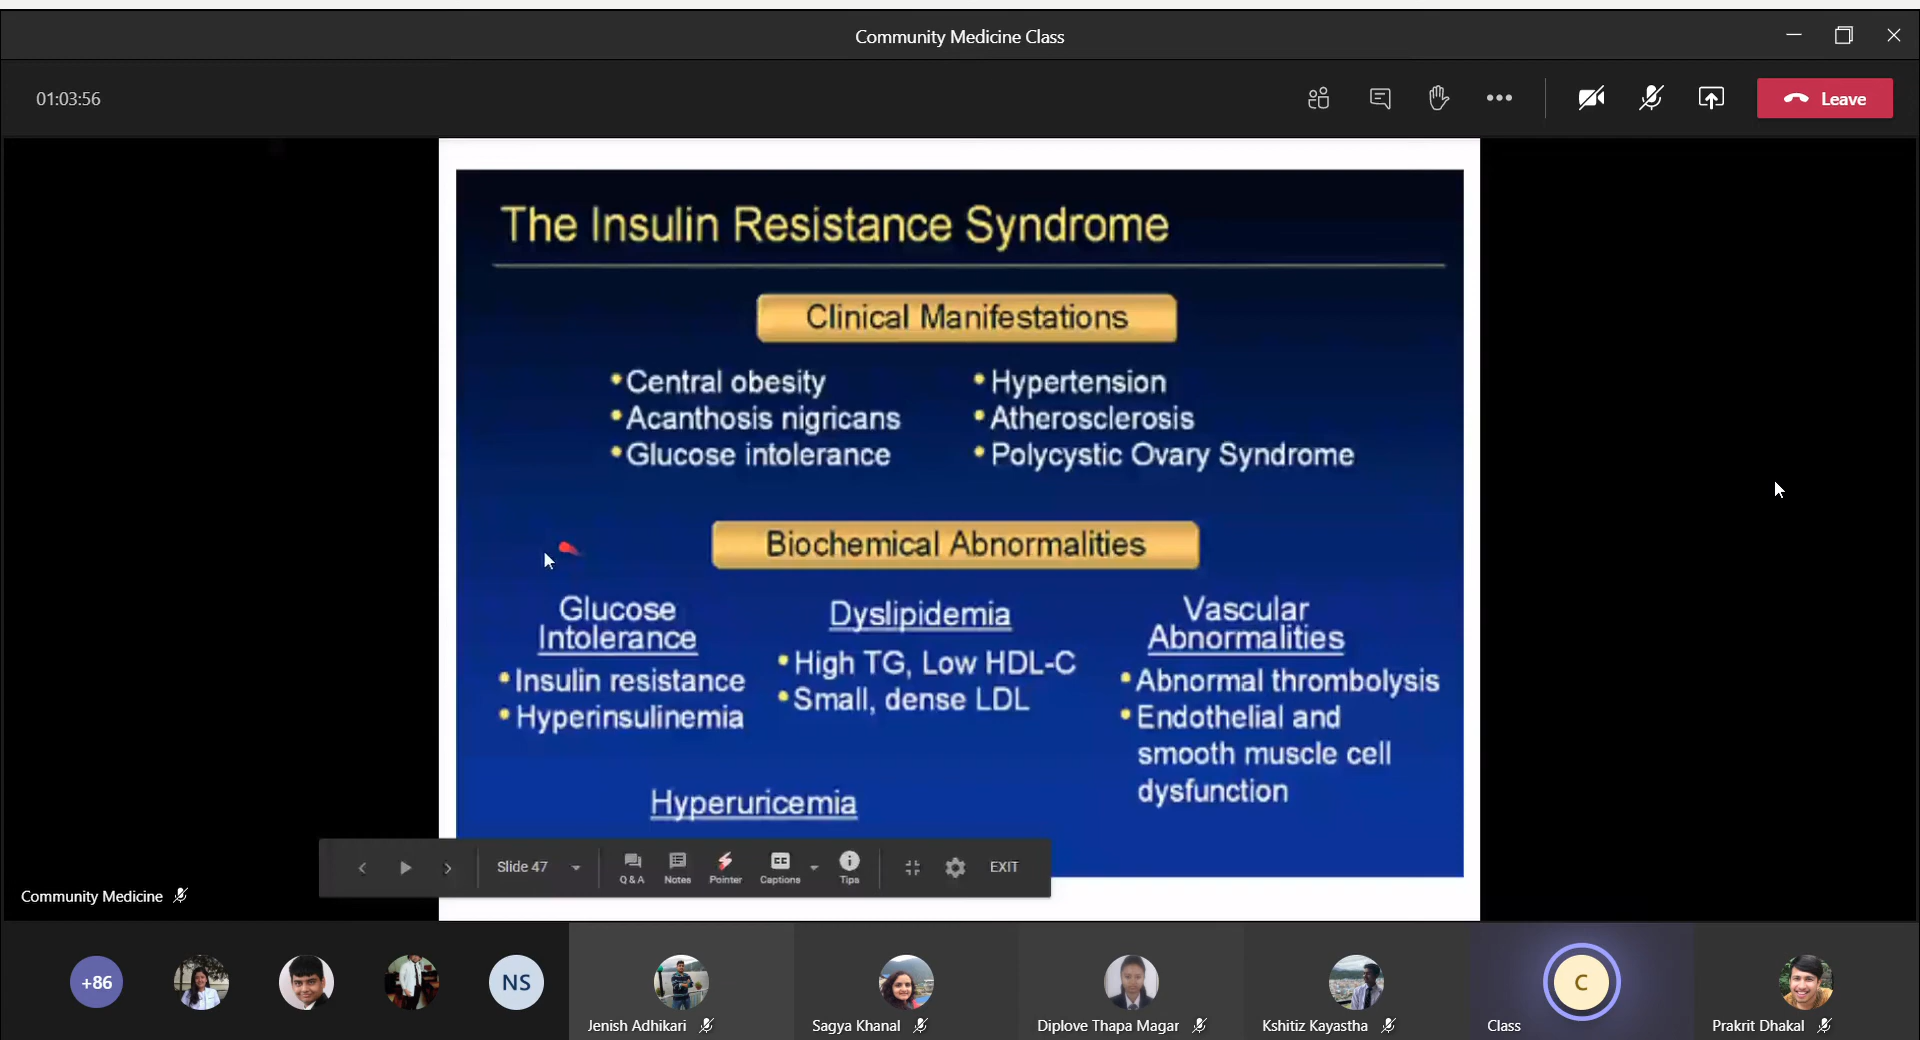 Community Medicine Class
01:03:56
Leave
The Insulin Resistance Syndrome
Clinical Manifestations
•Central obesity
•Acanthosis nigricans
•Glucose intolerance
•Hypertension
•Atherosclerosis
•Polycystic Ovary Syndrome
Biochemical Abnormalities
Glucose
Intolerance
•Insulin resistance
•Hyperinsulinemia
Dyslipidemia
•High TG, Low HDL-C
•Small, dense LDL
Vascular
Abnormalities
•Abnormal thrombolysis
•Endothelial and
smooth muscle cell
dysfunction
Hyperuricemia
Slide 47
Q & A
Notes
Pointer
CC
Captions
Tips
EXIT
Community Medicine
+86
NS
Jenish Adhikari
Sagya Khanal
Diplove Thapa Magar
Kshitiz Kayastha
C
Class
Prakrit Dhakal